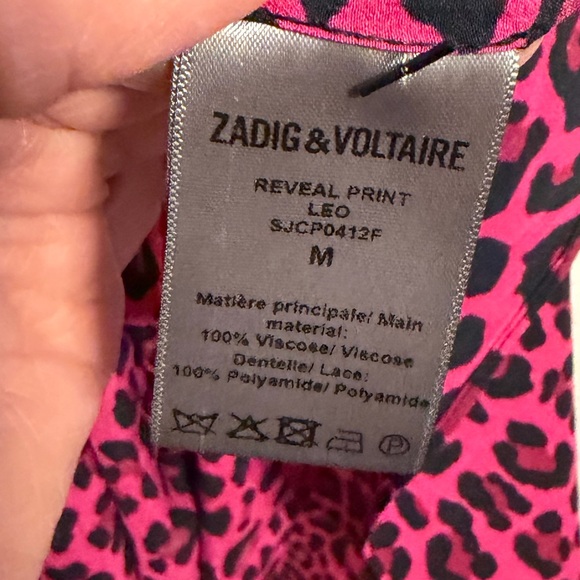 ZADIG & VOLTAIRE
REVEAL PRINT
LEO
SJCP0412F
M
Matière principale/ Main
material:
100% Viscose/ Viscose
Dentelle/ Lace:
100% Polyamide/ Polyamide
P